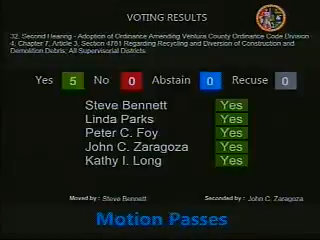 VOTING RESULTS
32. Second Hearing - Adoption of Ordinance Amending Ventura County Ordinance Code Division
4, Chapter 7, Article 3, Section 4781 Regarding Recycling and Diversion of Construction and
Demolition Debris; All Supervisorial Districts.
Yes 5 No 0 Abstain 0 Recuse 0
Steve Bennett Yes
Linda Parks Yes
Peter C. Foy Yes
John C. Zaragoza Yes
Kathy I. Long Yes
Moved by : Steve Bennett Seconded by : John C. Zaragoza
Motion Passes